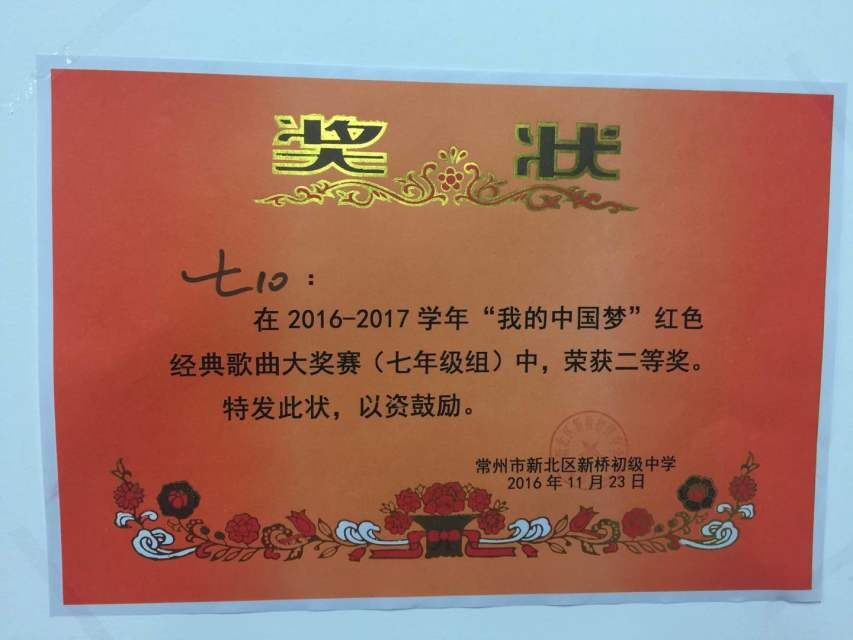 奖状
七10：
在2016-2017学年“我的中国梦”红色
经典歌曲大奖赛（七年级组）中，荣获二等奖。
特发此状，以资鼓励。
常州市新北区新桥初级中学
2016年11月23日